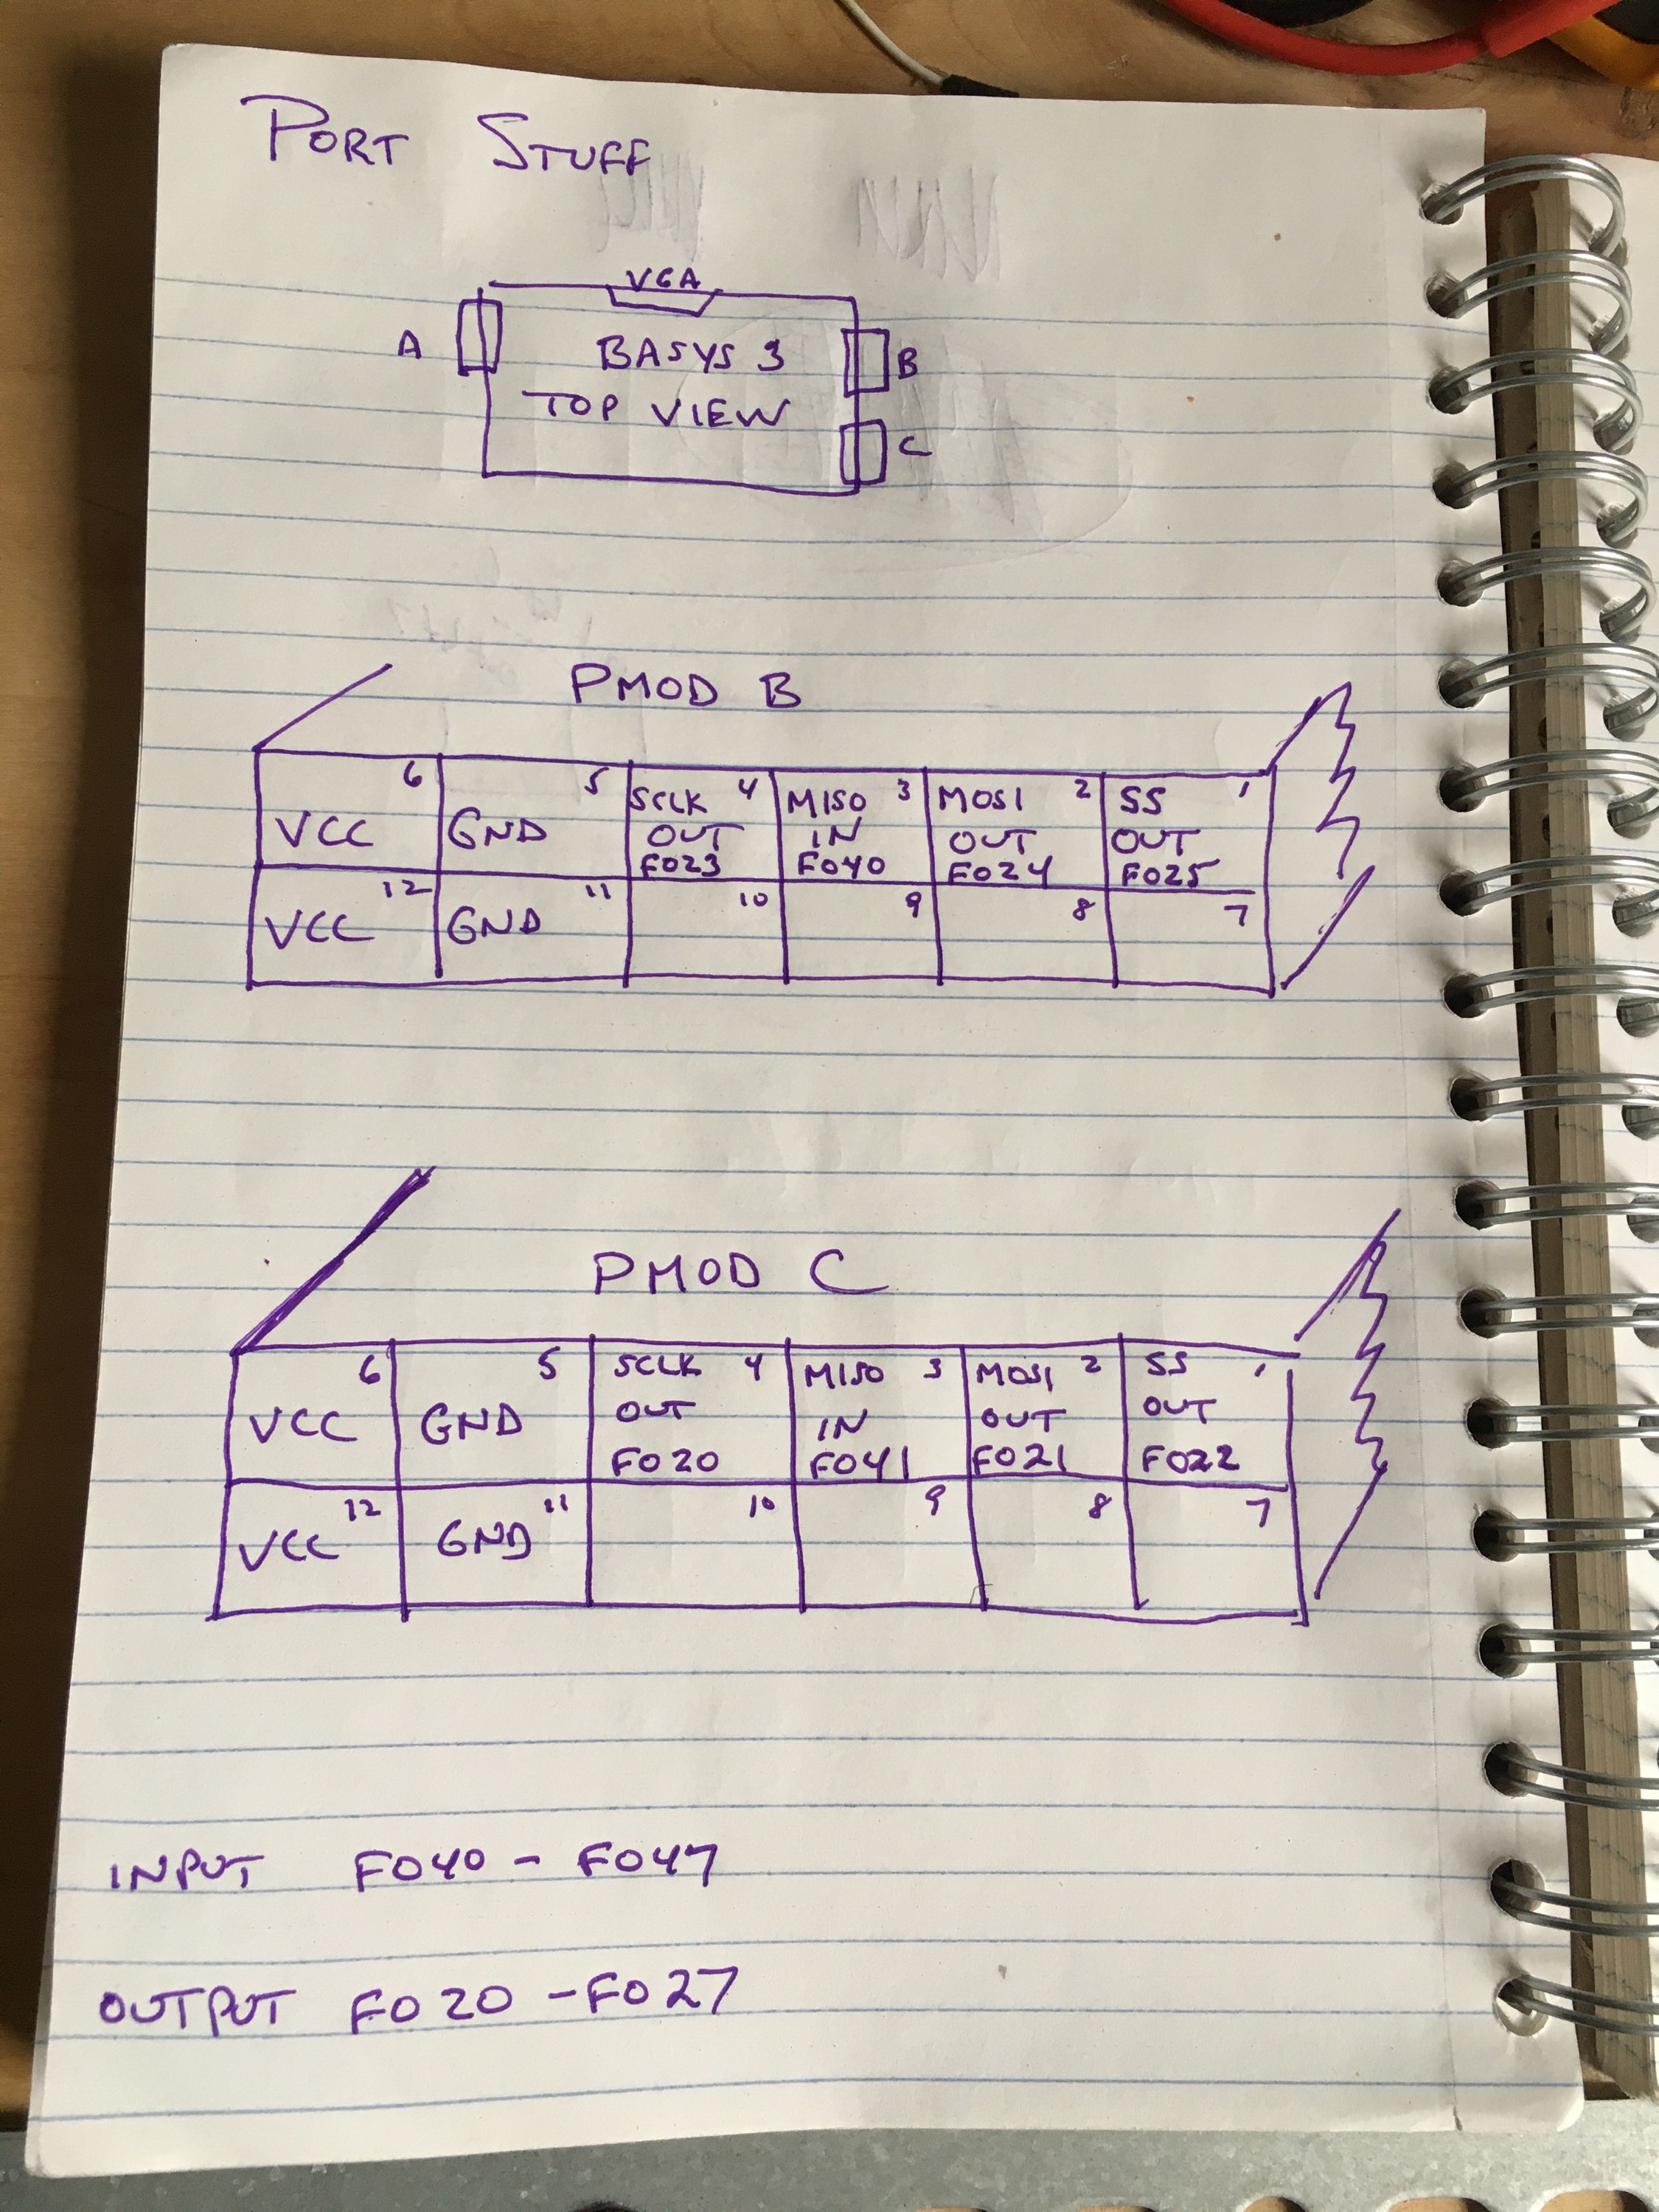 PORT STUFF
VGA
A BASYS 3 B
TOP VIEW C
PMOD B
6 5 SCLK 4 MISO 3 MOSI 2 SS 1
VCC GND OUT IN OUT OUT
F023 F040 F024 F025
12 11 10 9 8 7
VCC GND
PMOD C
6 5 SCLK 4 MISO 3 MOSI 2 SS 1
VCC GND OUT IN OUT OUT
F020 F041 F021 F022
12 11 10 9 8 7
VCC GND
INPUT F040 - F047
OUTPUT F020 - F027